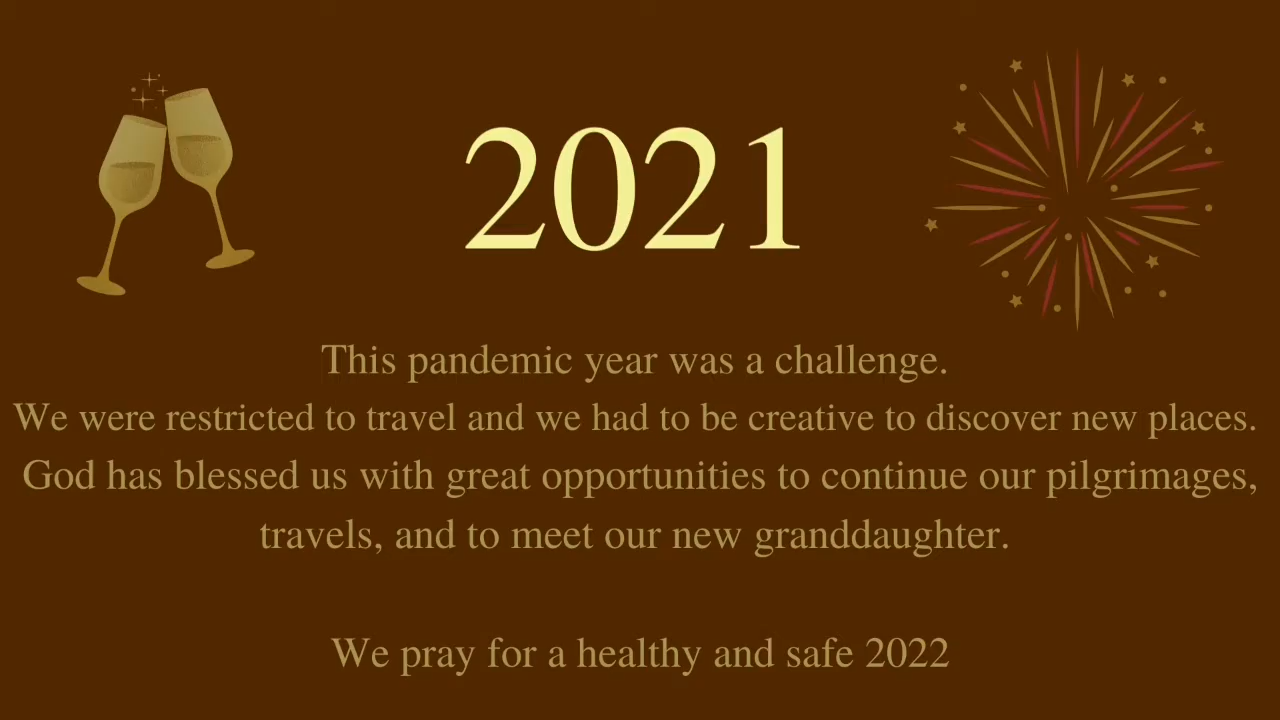 2021
This pandemic year was a challenge.
We were restricted to travel and we had to be creative to discover new places.
God has blessed us with great opportunities to continue our pilgrimages,
travels, and to meet our new granddaughter.
We pray for a healthy and safe 2022